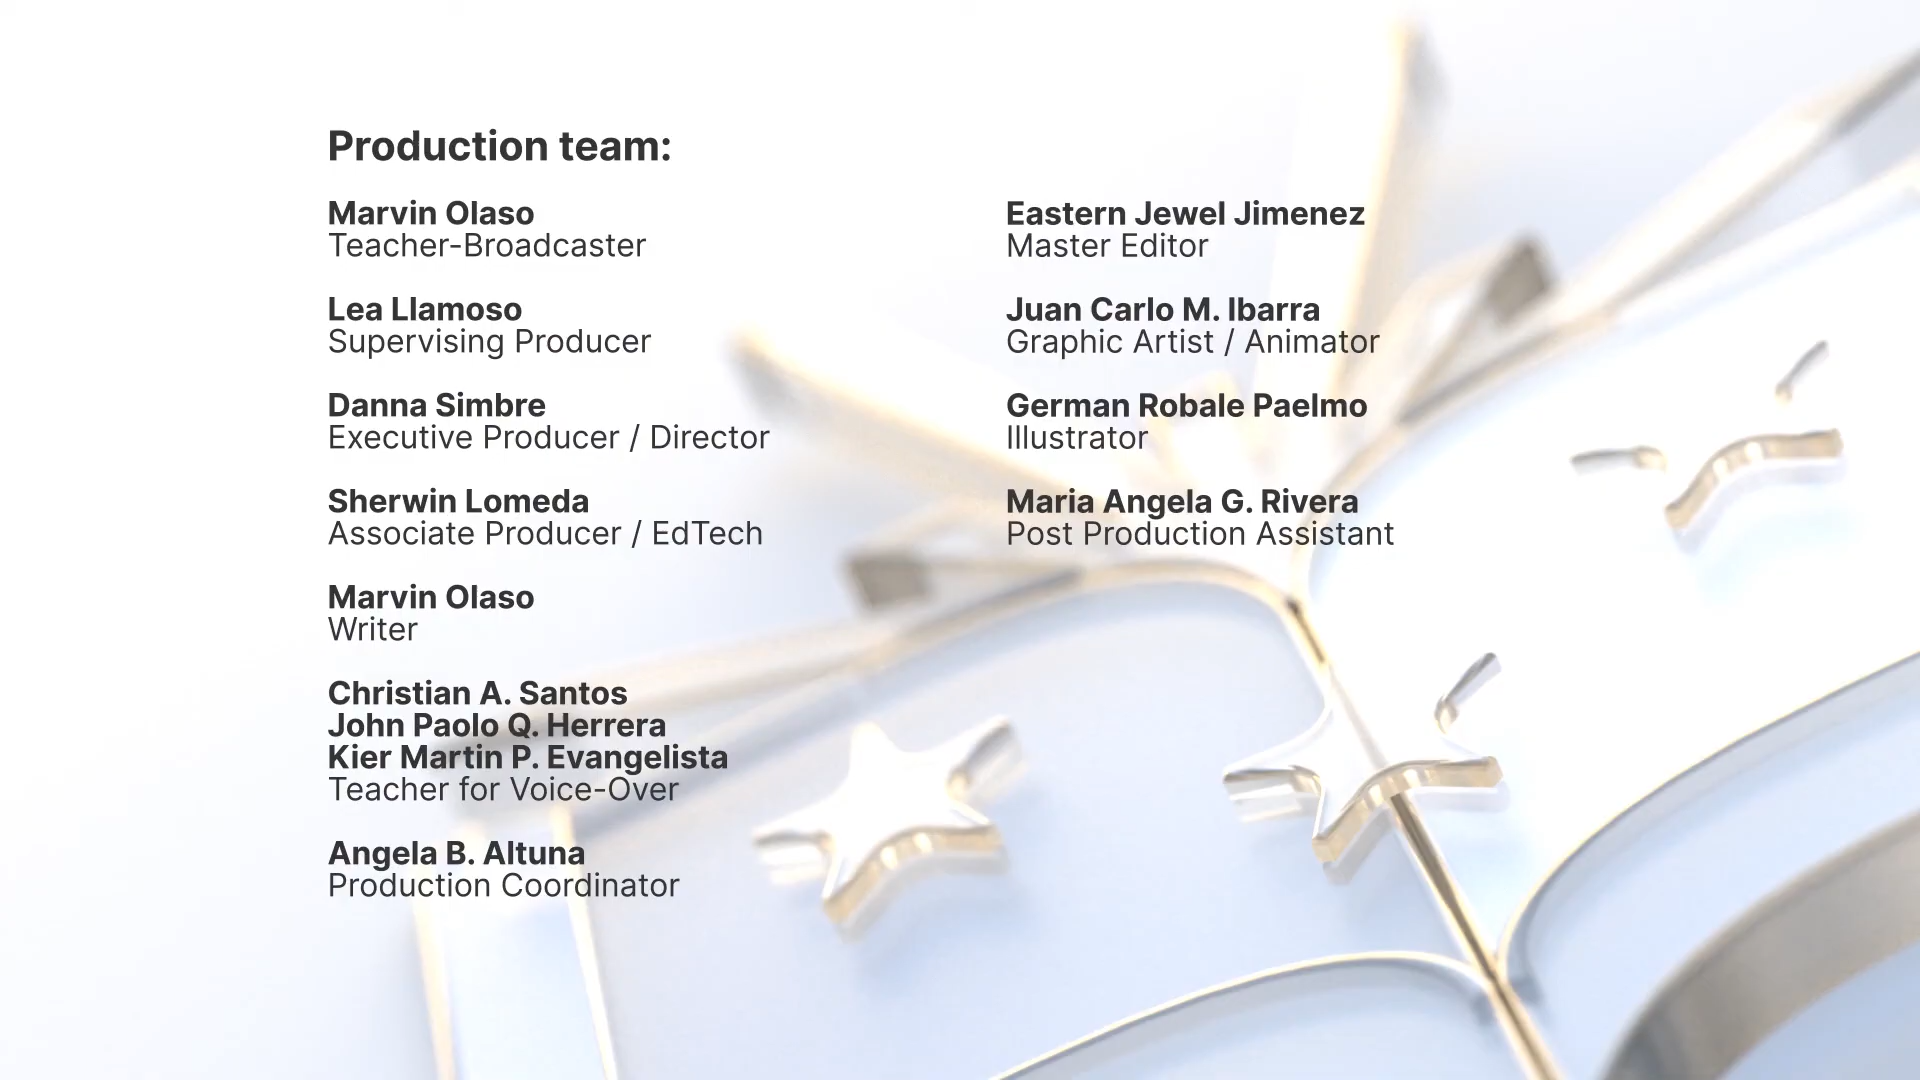 Production team:
Marvin Olaso
Teacher-Broadcaster
Lea Llamoso
Supervising Producer
Danna Simbre
Executive Producer / Director
Sherwin Lomeda
Associate Producer / EdTech
Marvin Olaso
Writer
Christian A. Santos
John Paolo Q. Herrera
Kier Martin P. Evangelista
Teacher for Voice-Over
Angela B. Altuna
Production Coordinator
Eastern Jewel Jimenez
Master Editor
Juan Carlo M. Ibarra
Graphic Artist / Animator
German Robale Paelmo
Illustrator
Maria Angela G. Rivera
Post Production Assistant